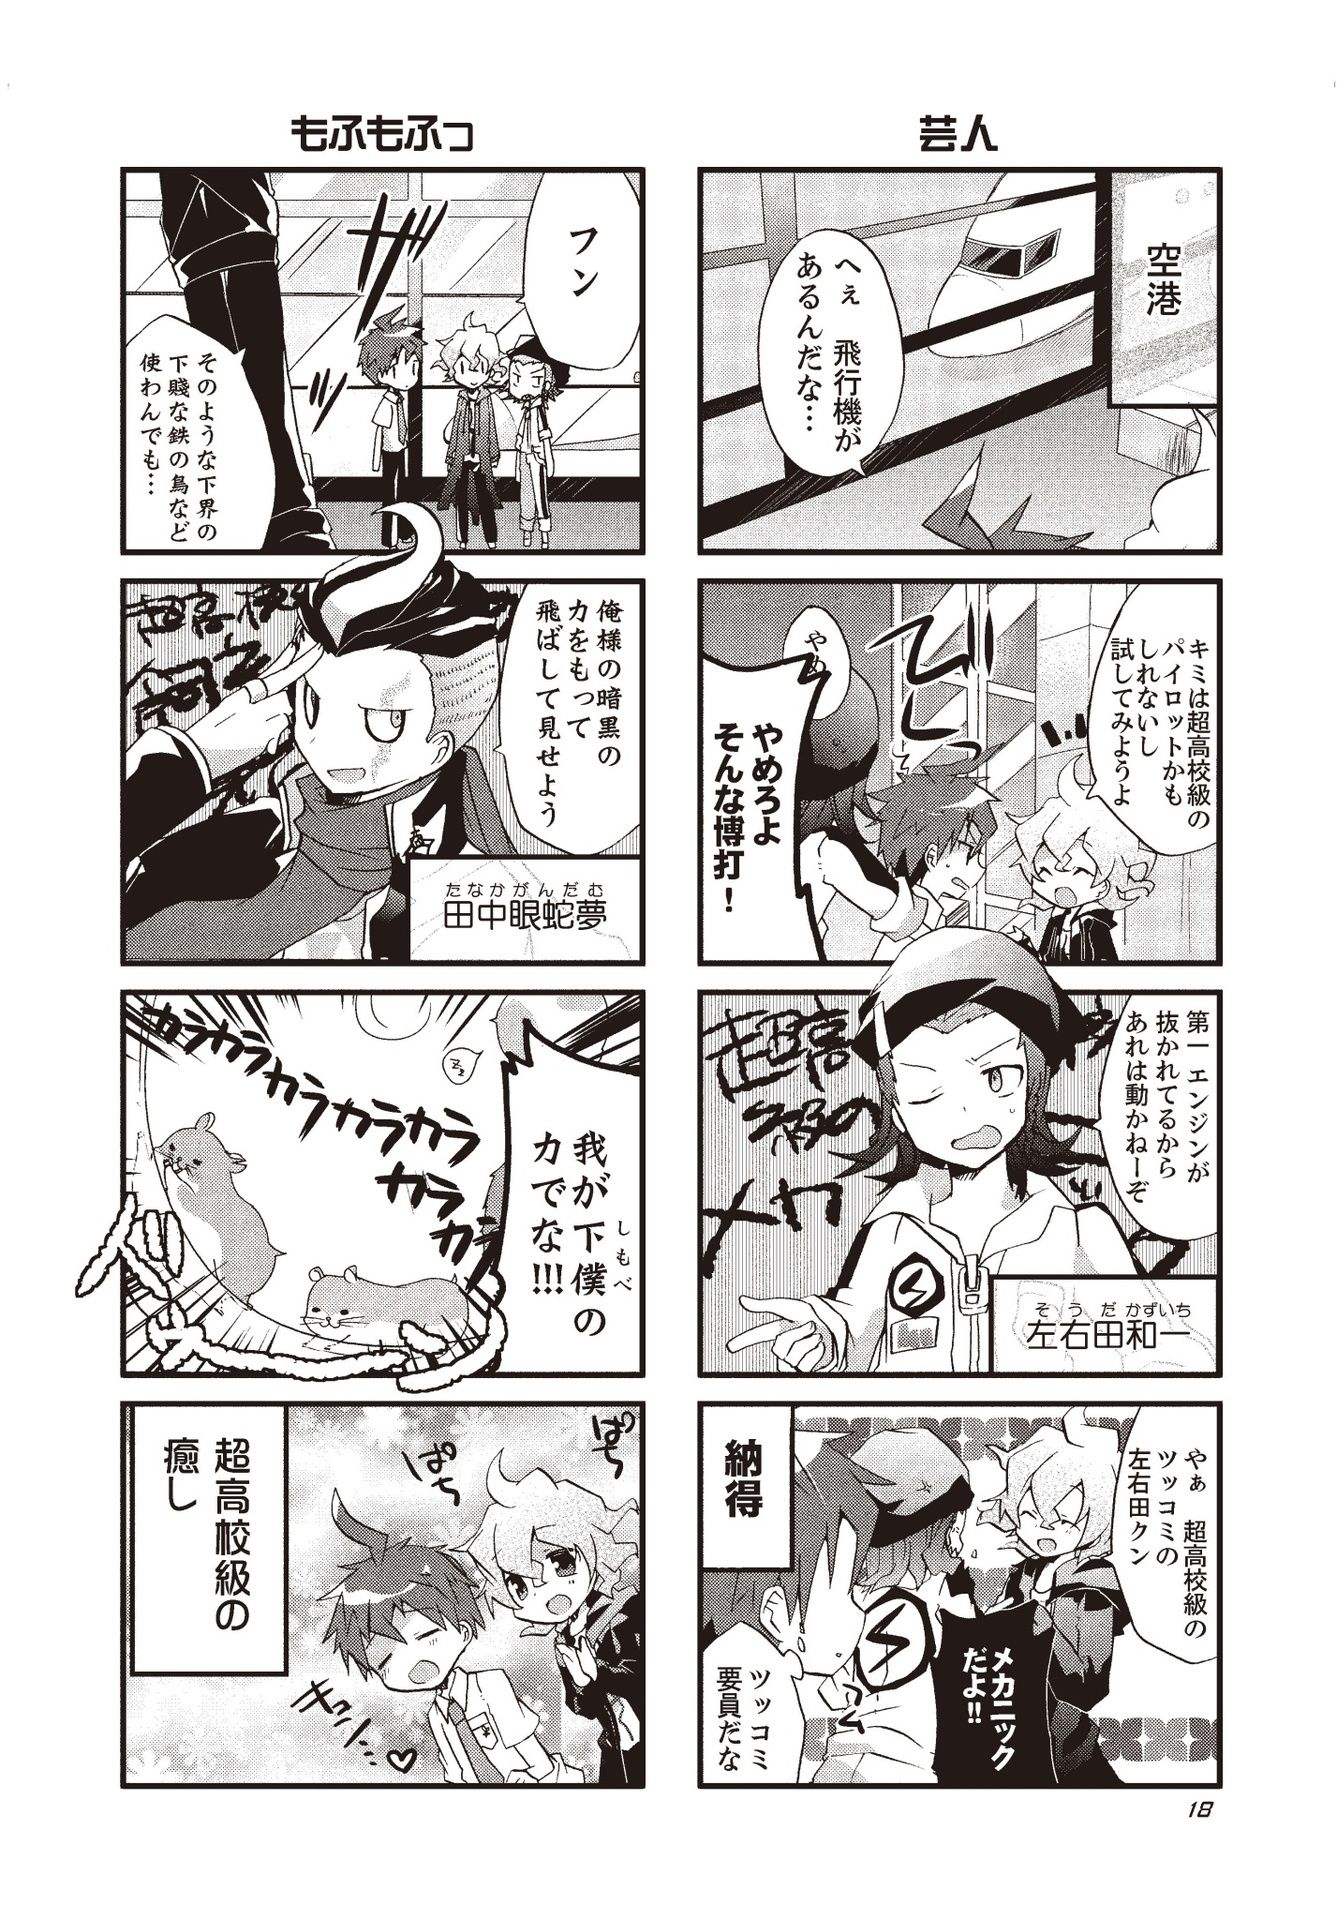 芸人
空港
へぇ　飛行機が
あるんだな…
キミは超高校級の
パイロットかも
しれないし
試してみようよ
やめ
やめろよ
そんな博打！
第一　エンジンが
抜かれてるから
あれは動かねーぞ
超高
級の
メカ
そうだかずいち
左右田和一
やぁ　超高校級の
ツッコミの
左右田クン
メカニック
だよ!!
納得
ツッコミ
要員だな
もふもふっ
フン
そのような下界の
下賤な鉄の鳥など
使わんでも…
俺様の暗黒の
力をもって
飛ばして見せよう
超高校
たなかがんだむ
田中眼蛇夢
我が下僕の
しもべ
力でな!!!
カラカラカラカラカラカラ
カラカラ
ぱち
ぱち
キュン
超高校級の
癒し
18